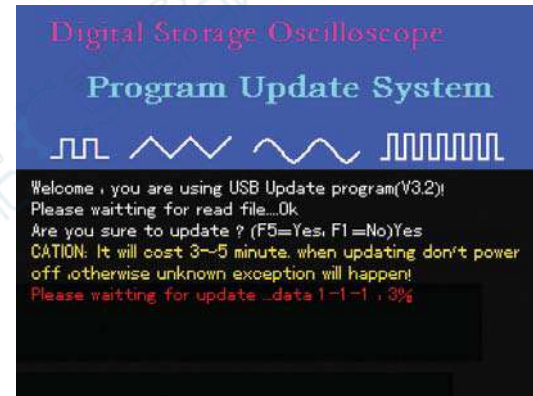 Digital Storage Oscilloscope
Program Update System
Welcome , you are using USB Update program(V3.2)!
Please waitting for read file....Ok
Are you sure to update ? (F5=Yes, F1=No)Yes
CATION: It will cost 3~5 minute. when updating don't power
off ,otherwise unknown exception will happen!
Please waitting for update ...data 1-1-1 , 3%